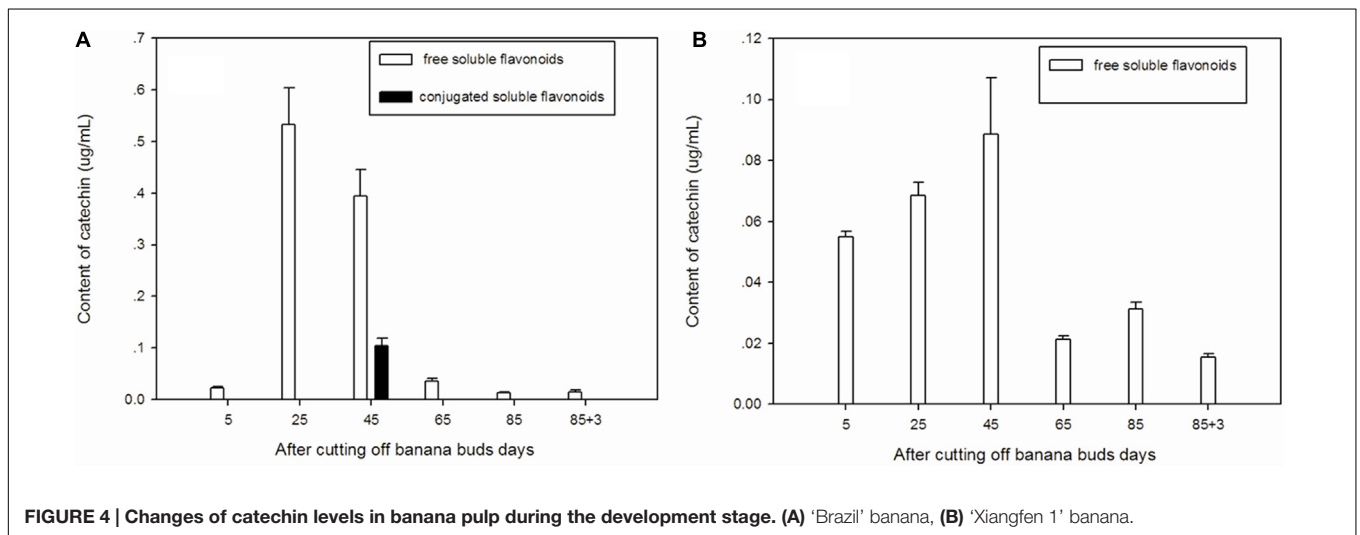 A
.7
.6
.5
.4
.3
.2
.1
0.0
Content of catechin (ug/mL)
free soluble flavonoids
conjugated soluble flavonoids
5 25 45 65 85 85+3
After cutting off banana buds days
B
.12
.10
.08
.06
.04
.02
0.00
Content of catechin (ug/mL)
free soluble flavonoids
5 25 45 65 85 85+3
After cutting off banana buds days
FIGURE 4 | Changes of catechin levels in banana pulp during the development stage. (A) ‘Brazil’ banana, (B) ‘Xiangfen 1’ banana.